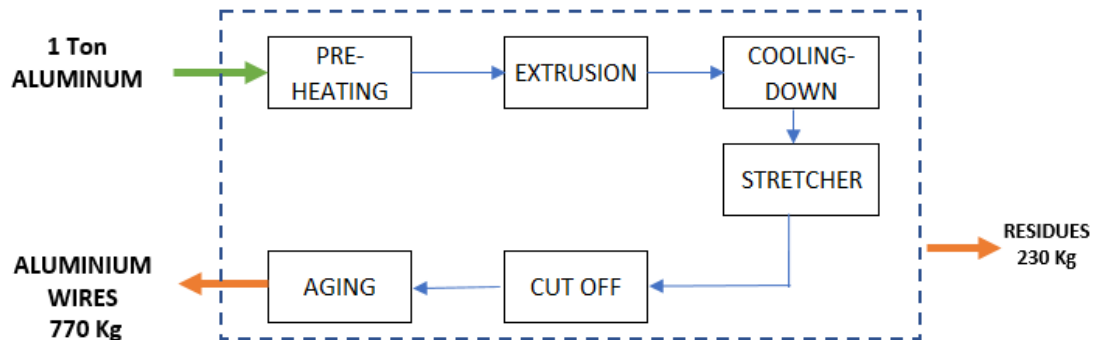 1 Ton
ALUMINUM
PRE-
HEATING
EXTRUSION
COOLING-
DOWN
STRETCHER
RESIDUES
230 Kg
ALUMINIUM
WIRES
770 Kg
AGING
CUT OFF